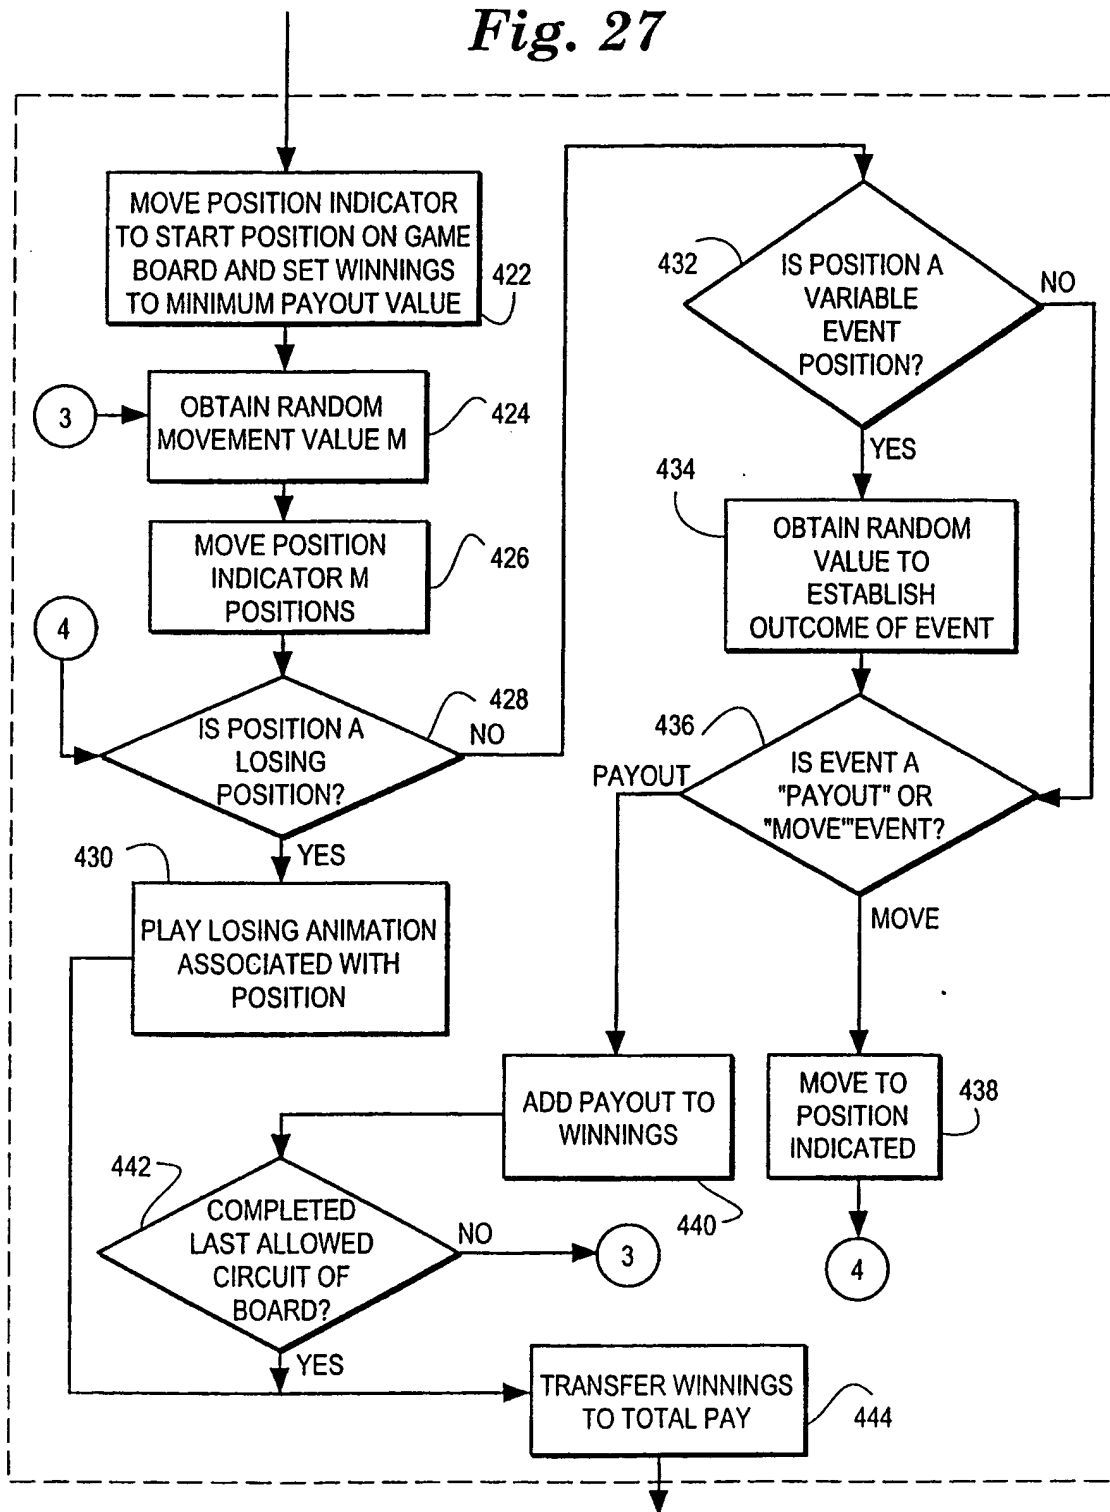 Fig. 27
MOVE POSITION INDICATOR
TO START POSITION ON GAME
BOARD AND SET WINNINGS
TO MINIMUM PAYOUT VALUE
422
3
OBTAIN RANDOM
MOVEMENT VALUE M
424
MOVE POSITION
INDICATOR M
POSITIONS
426
4
IS POSITION A
LOSING
POSITION?
428
NO
YES
430
PLAY LOSING ANIMATION
ASSOCIATED WITH
POSITION
432
IS POSITION A
VARIABLE
EVENT
POSITION?
NO
YES
434
OBTAIN RANDOM
VALUE TO
ESTABLISH
OUTCOME OF EVENT
436
IS EVENT A
"PAYOUT" OR
"MOVE'"EVENT?
PAYOUT
MOVE
ADD PAYOUT TO
WINNINGS
440
MOVE TO
POSITION
INDICATED
438
4
442
COMPLETED
LAST ALLOWED
CIRCUIT OF
BOARD?
NO
3
YES
TRANSFER WINNINGS
TO TOTAL PAY
444